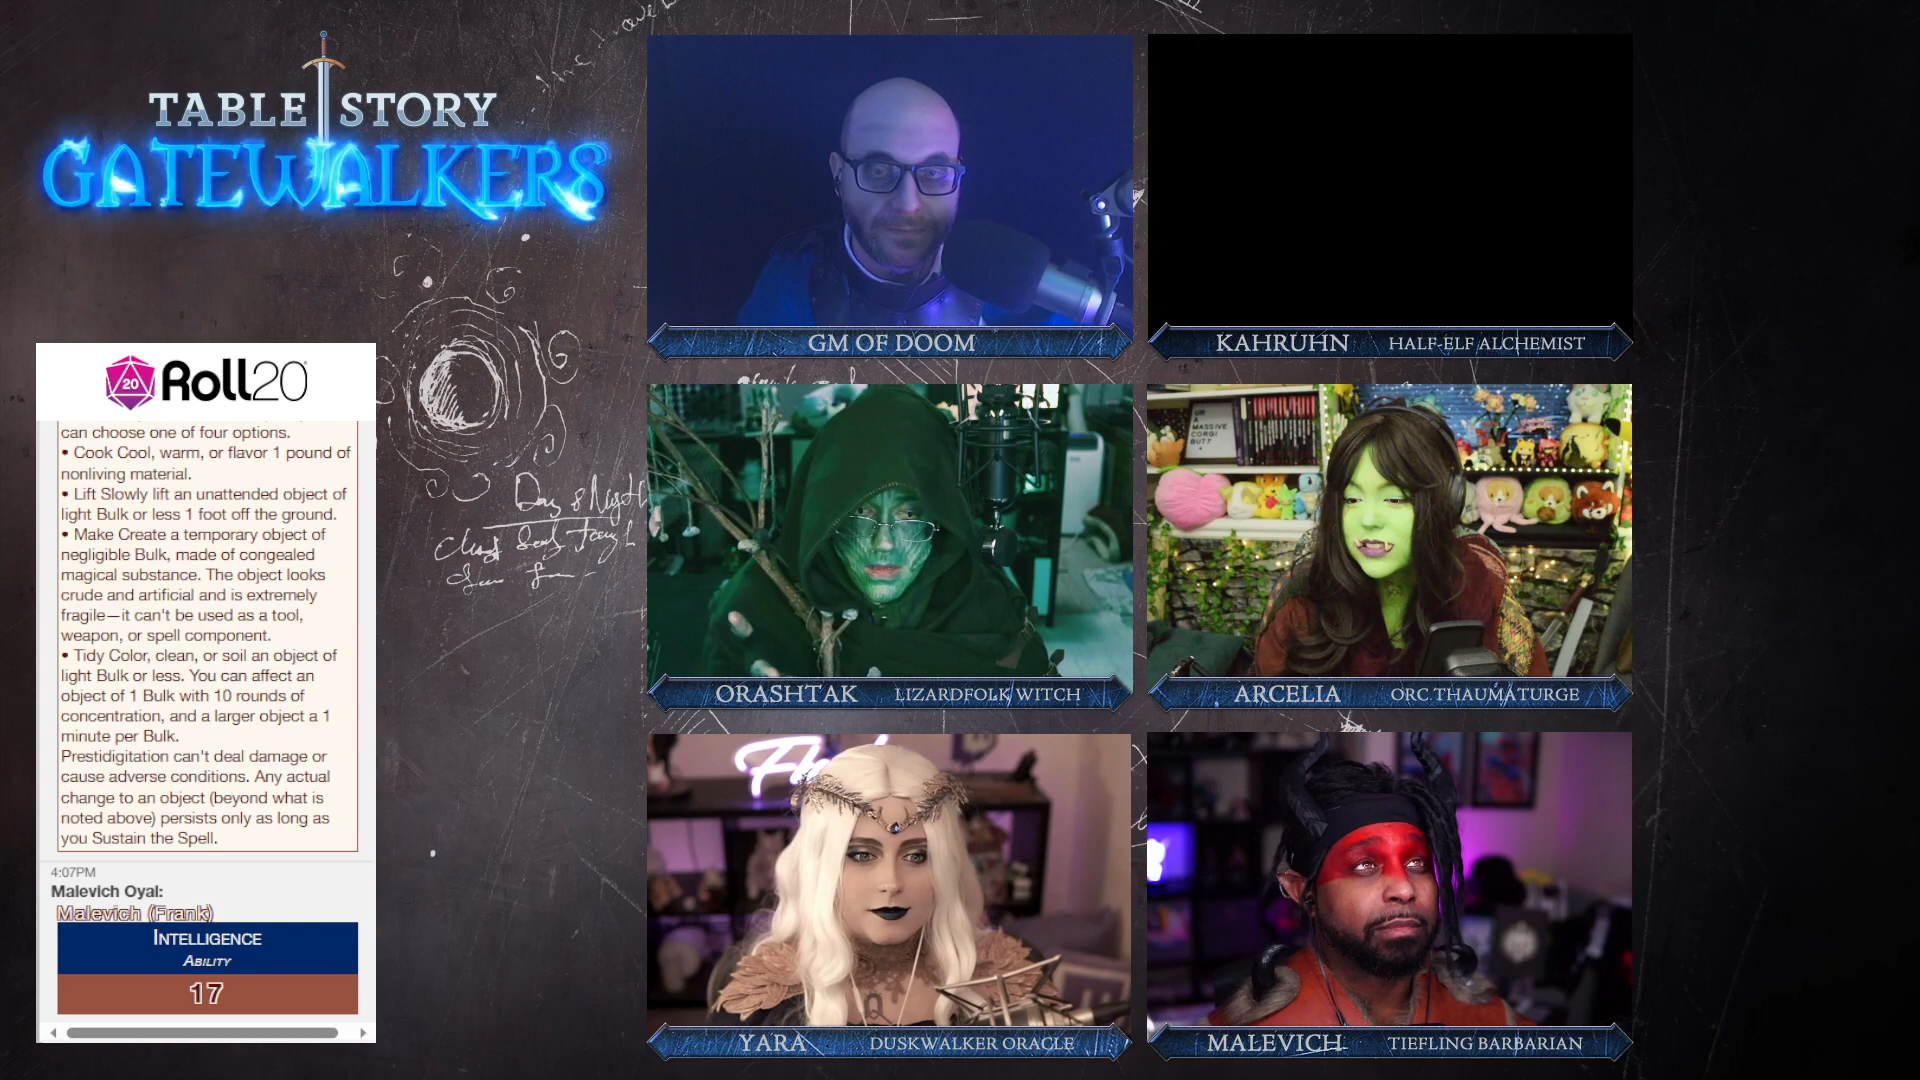 TABLE STORY
GATEWALKERS
20
Roll20
can choose one of four options.
• Cook Cool, warm, or flavor 1 pound of
nonliving material.
• Lift Slowly lift an unattended object of
light Bulk or less 1 foot off the ground.
• Make Create a temporary object of
negligible Bulk, made of congealed
magical substance. The object looks
crude and artificial and is extremely
fragile—it can't be used as a tool,
weapon, or spell component.
• Tidy Color, clean, or soil an object of
light Bulk or less. You can affect an
object of 1 Bulk with 10 rounds of
concentration, and a larger object a 1
minute per Bulk.
Prestidigitation can't deal damage or
cause adverse conditions. Any actual
change to an object (beyond what is
noted above) persists only as long as
you Sustain the Spell.
4:07PM
Malevich Oyal:
Malevich (Frank)
INTELLIGENCE
ABILITY
17
Day & Night
GM OF DOOM
KAHRUHN HALF-ELF ALCHEMIST
UR
A MASSIVE
CORGI
BUTT
ORASHTAK LIZARDFOLK WITCH
ARCELIA ORC THAUMATURGE
YARA DUSKWALKER ORACLE
MALEVICH TIEFLING BARBARIAN